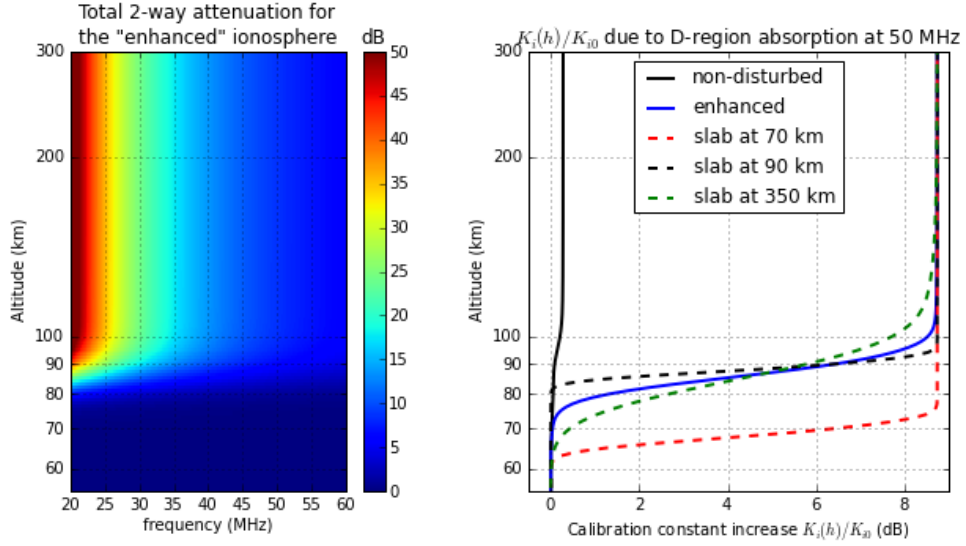 Total 2-way attenuation for
the "enhanced" ionosphere
dB
300
200
100
90
80
70
60
Altitude (km)
20 25 30 35 40 45 50 55 60
frequency (MHz)
50
45
40
35
30
25
20
15
10
5
0
K_i(h)/K_{i0} due to D-region absorption at 50 MHz
non-disturbed
enhanced
slab at 70 km
slab at 90 km
slab at 350 km
300
200
100
90
80
70
60
Altitude (km)
0 2 4 6 8
Calibration constant increase K_i(h)/K_{i0} (dB)